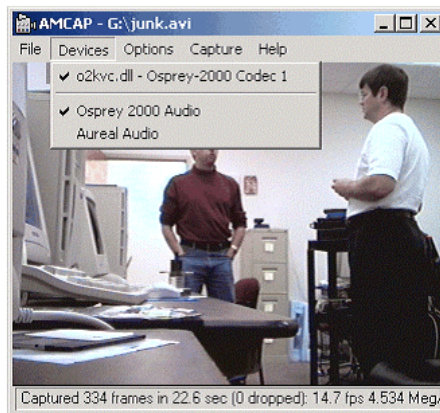 AMCAP - G:\junk.avi
File Devices Options Capture Help
o2kvc.dll - Osprey-2000 Codec 1
Osprey 2000 Audio
Aureal Audio
Captured 334 frames in 22.6 sec (0 dropped): 14.7 fps 4.534 Meg